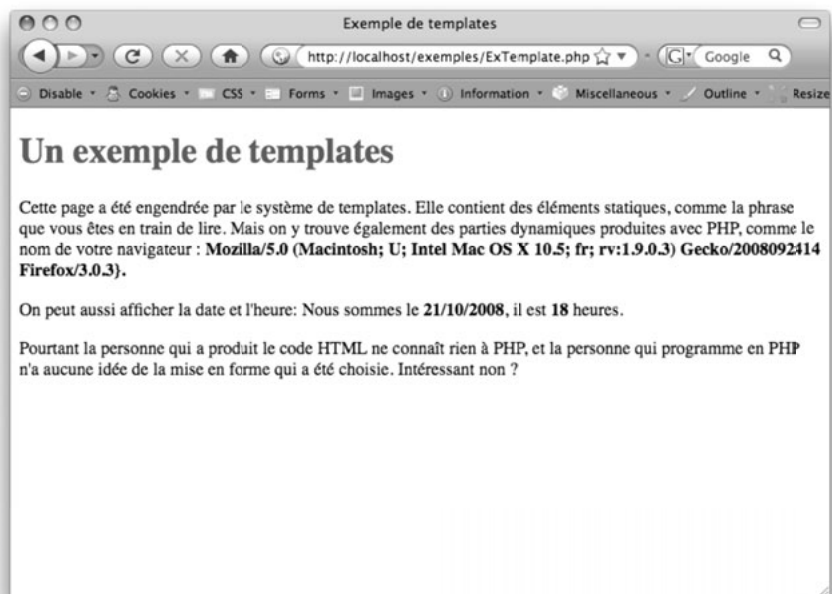 Exemple de templates
http://localhost/exemples/ExTemplate.php G Google
Disable Cookies CSS Forms Images Information Miscellaneous Outline Resize
Un exemple de templates
Cette page a été engendrée par le système de templates. Elle contient des éléments statiques, comme la phrase
que vous êtes en train de lire. Mais on y trouve également des parties dynamiques produites avec PHP, comme le
nom de votre navigateur : Mozilla/5.0 (Macintosh; U; Intel Mac OS X 10.5; fr; rv:1.9.0.3) Gecko/2008092414
Firefox/3.0.3}.
On peut aussi afficher la date et l'heure: Nous sommes le 21/10/2008, il est 18 heures.
Pourtant la personne qui a produit le code HTML ne connaît rien à PHP, et la personne qui programme en PHP
n'a aucune idée de la mise en forme qui a été choisie. Intéressant non ?